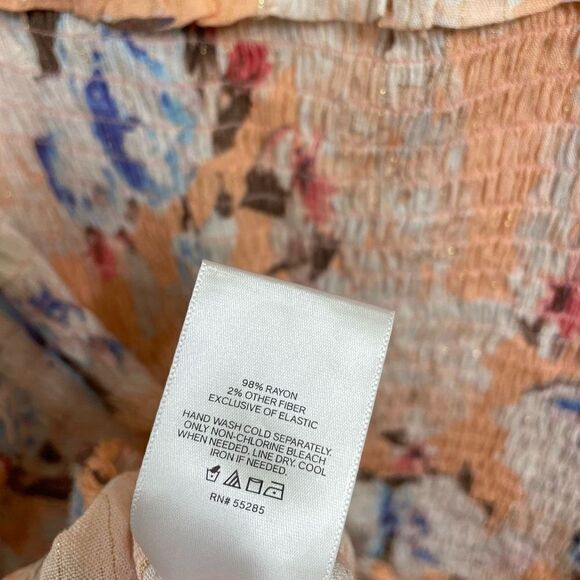 98% RAYON
2% OTHER FIBER
EXCLUSIVE OF ELASTIC
HAND WASH COLD SEPARATELY.
ONLY NON-CHLORINE BLEACH
WHEN NEEDED. LINE DRY. COOL
IRON IF NEEDED.
RN# 55285